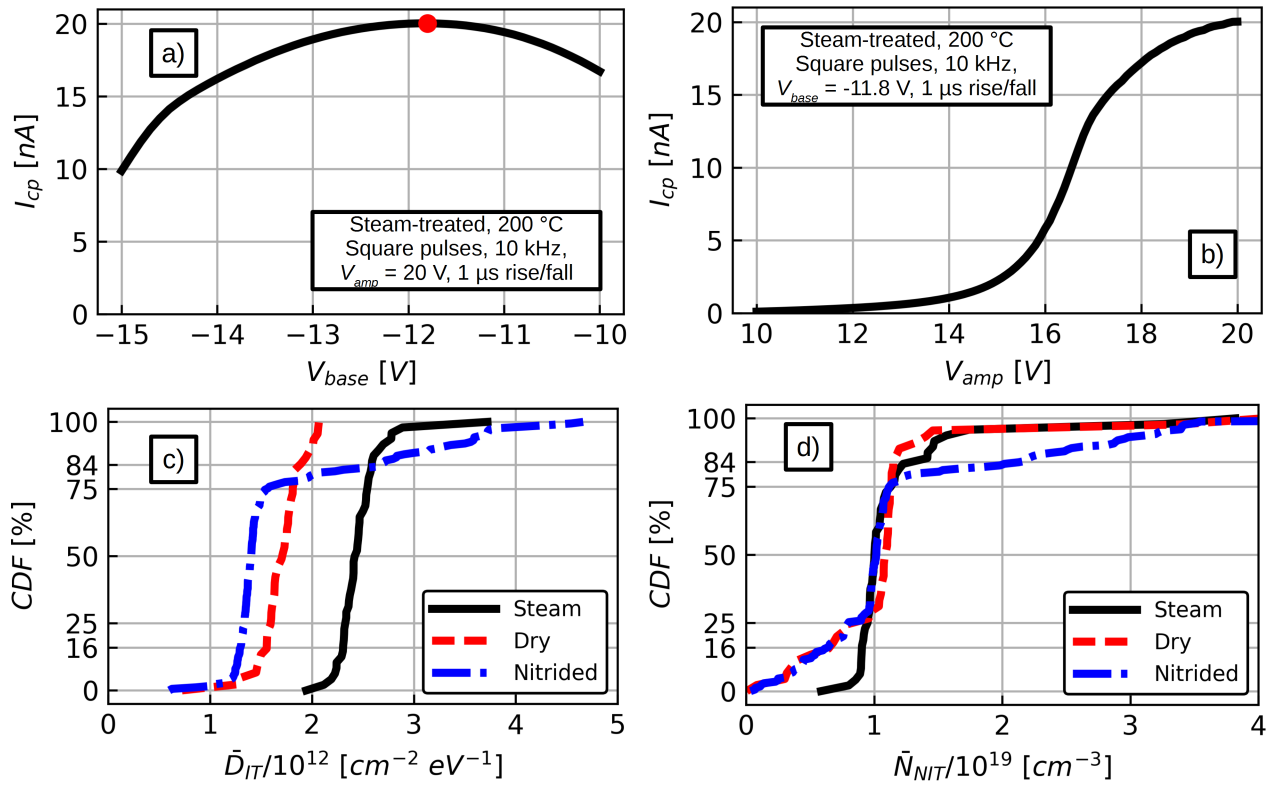 20
15
10
5
0
I_cp [nA]
a)
Steam-treated, 200 °C
Square pulses, 10 kHz,
V_amp = 20 V, 1 µs rise/fall
−15
−14
−13
−12
−11
−10
V_base [V]
20
15
10
5
0
I_cp [nA]
Steam-treated, 200 °C
Square pulses, 10 kHz,
V_base = -11.8 V, 1 µs rise/fall
b)
10
12
14
16
18
20
V_amp [V]
100
84
75
50
25
16
0
CDF [%]
c)
Steam
Dry
Nitrided
0
1
2
3
4
5
D̄_IT/10^12 [cm^−2 eV^−1]
100
84
75
50
25
16
0
CDF [%]
d)
Steam
Dry
Nitrided
0
1
2
3
4
N̄_NIT/10^19 [cm^−3]